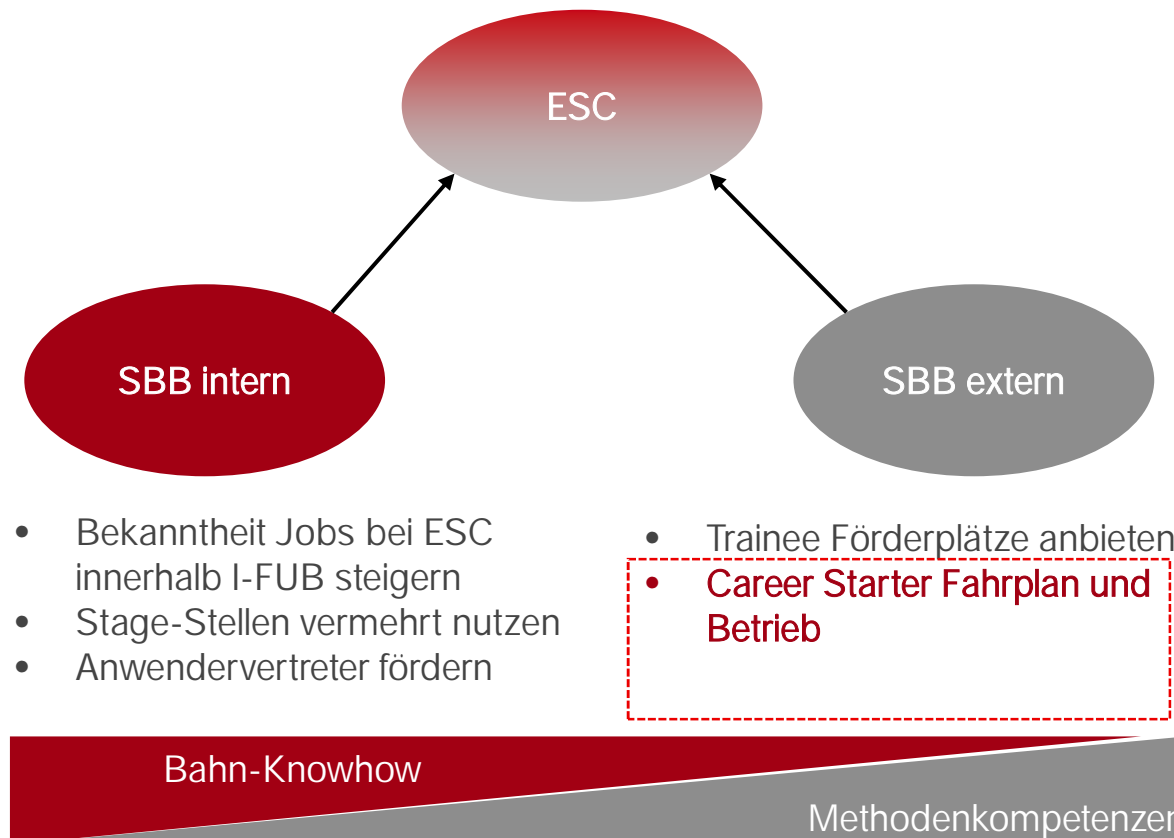 ESC
SBB intern
SBB extern
• Bekanntheit Jobs bei ESC
innerhalb I-FUB steigern
• Stage-Stellen vermehrt nutzen
• Anwendervertreter fördern
• Trainee Förderplätze anbieten
• Career Starter Fahrplan und
Betrieb
Bahn-Knowhow
Methodenkompetenzen